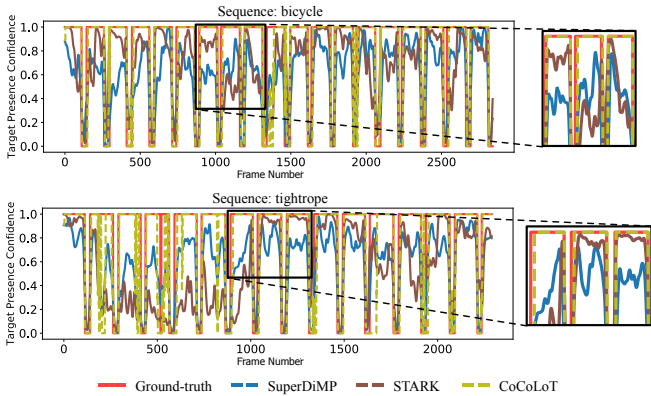 Sequence: bicycle
Target Presence Confidence
1.0
0.8
0.6
0.4
0.2
0.0
0 500 1000 1500 2000 2500
Frame Number
Sequence: tightrope
Target Presence Confidence
1.0
0.8
0.6
0.4
0.2
0.0
0 500 1000 1500 2000
Frame Number
Ground-truth SuperDiMP STARK CoCoLoT